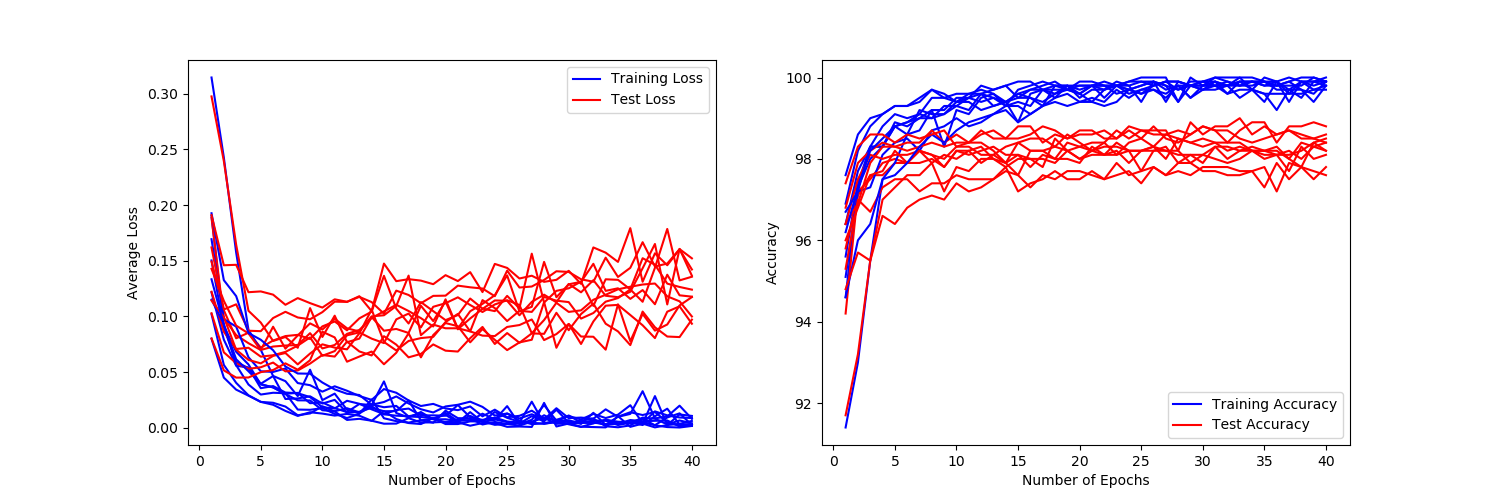 0.30
0.25
0.20
0.15
0.10
0.05
0.00
Average Loss
0 5 10 15 20 25 30 35 40
Number of Epochs
Training Loss
Test Loss
100
98
96
94
92
Accuracy
0 5 10 15 20 25 30 35 40
Number of Epochs
Training Accuracy
Test Accuracy